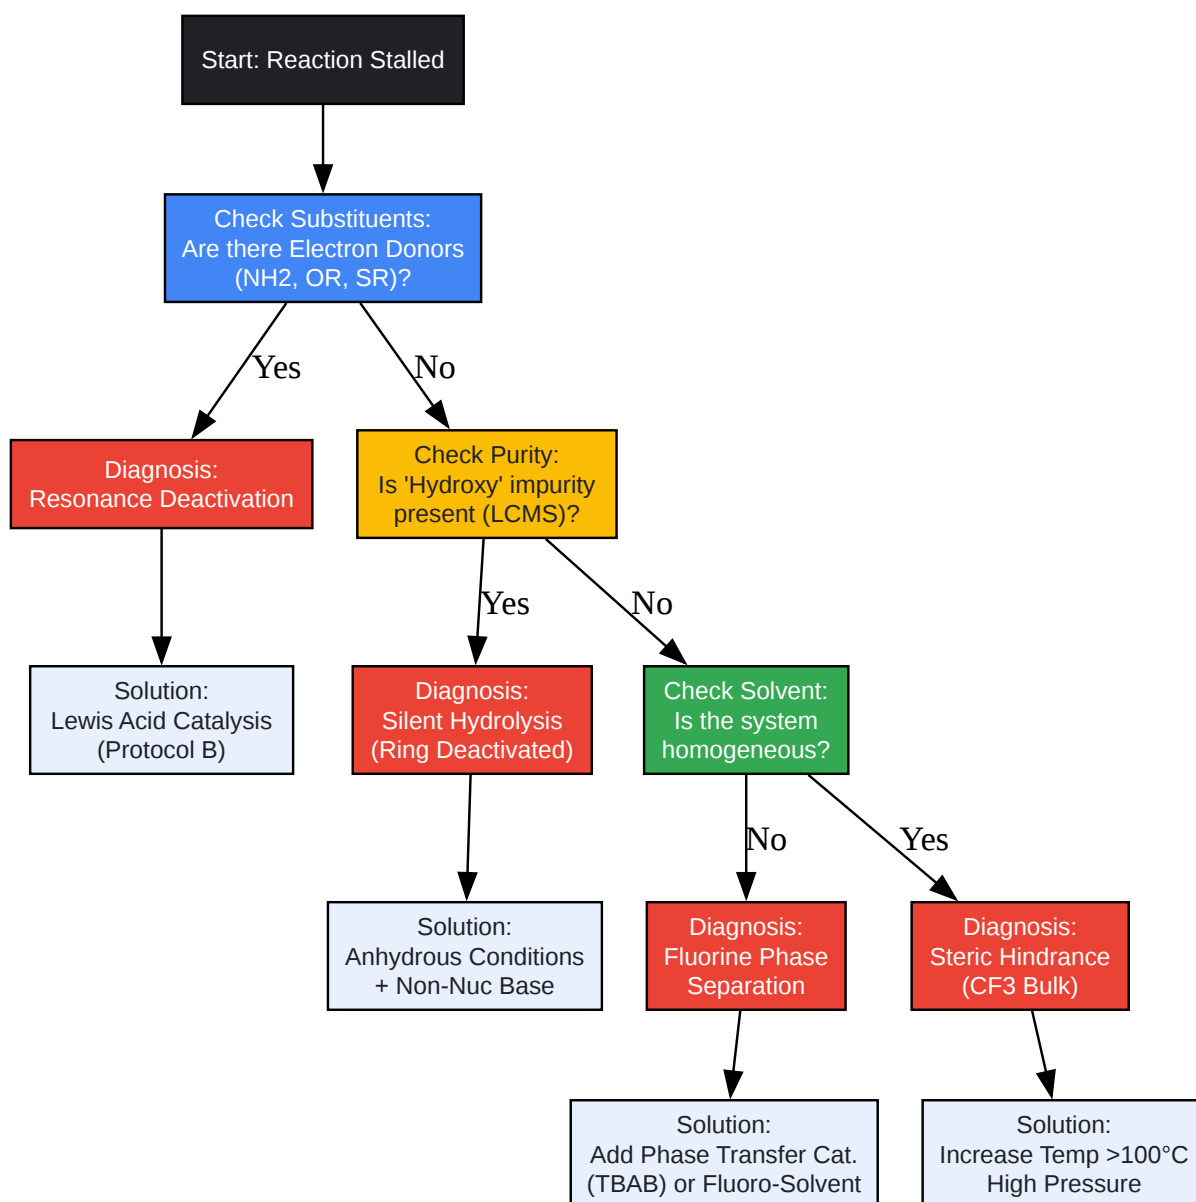 Start: Reaction Stalled
Check Substituents:
Are there Electron Donors
(NH2, OR, SR)?
Yes
No
Diagnosis:
Resonance Deactivation
Check Purity:
Is 'Hydroxy' impurity
present (LCMS)?
Yes
No
Solution:
Lewis Acid Catalysis
(Protocol B)
Diagnosis:
Silent Hydrolysis
(Ring Deactivated)
Check Solvent:
Is the system
homogeneous?
No
Yes
Solution:
Anhydrous Conditions
+ Non-Nuc Base
Diagnosis:
Fluorine Phase
Separation
Diagnosis:
Steric Hindrance
(CF3 Bulk)
Solution:
Add Phase Transfer Cat.
(TBAB) or Fluoro-Solvent
Solution:
Increase Temp >100°C
High Pressure